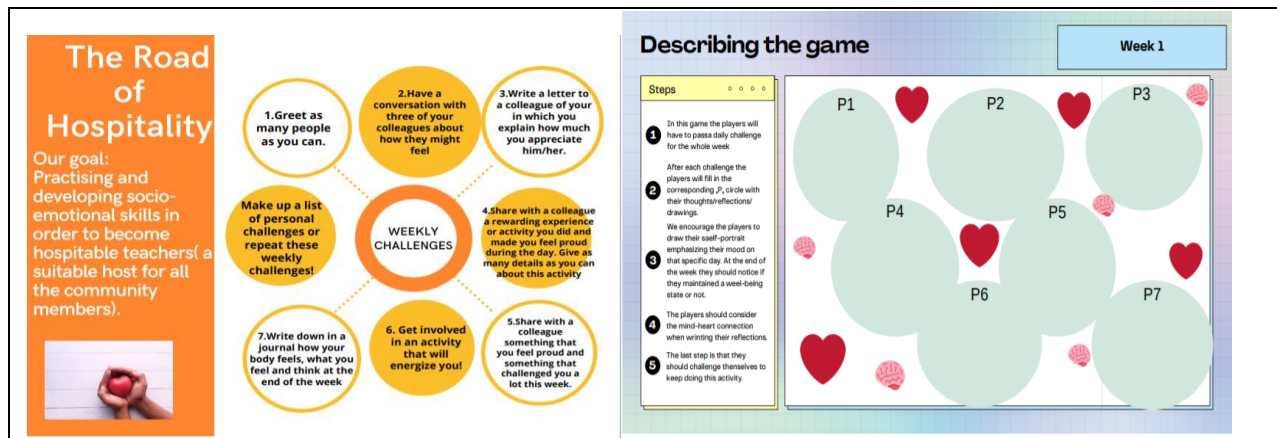 The Road
of
Hospitality
Our goal:
Practising and
developing socio-
emotional skills in
order to become
hospitable teachers( a
suitable host for all
the community
members).
1.Greet as
many people
as you can.
2.Have a
conversation with
three of your
colleagues about
how they might
feel
3.Write a letter to
a colleague of your
in which you
explain how much
you appreciate
him/her.
Make up a list
of personal
challenges or
repeat these
weekly
challenges!
WEEKLY
CHALLENGES
4.Share with a colleague
a rewarding experience
or activity you did and
made you feel proud
during the day. Give as
many details as you can
about this activity
7.Write down in a
journal how your
body feels, what you
feel and think at the
end of the week
6. Get involved
in an activity
that will
energize you!
5.Share with a
colleague
something that
you feel proud and
something that
challenged you a
lot this week.
Describing the game
Week 1
Steps
1
In this game the players will
have to passa daily challenge
for the whole week
2
After each challenge the
players will fill in the
corresponding „P„ circle with
their thoughts/reflections/
drawings.
3
We encourage the players to
draw their saelf-portrait
emphasizing their mood on
that specific day. At the end of
the week they should notice if
they maintained a weel-being
state or not.
4
The players should consider
the mind-heart connection
when wrinting their reflections.
5
The last step is that they
should challenge themselves to
keep doing this activity.
P1
P2
P3
P4
P5
P6
P7